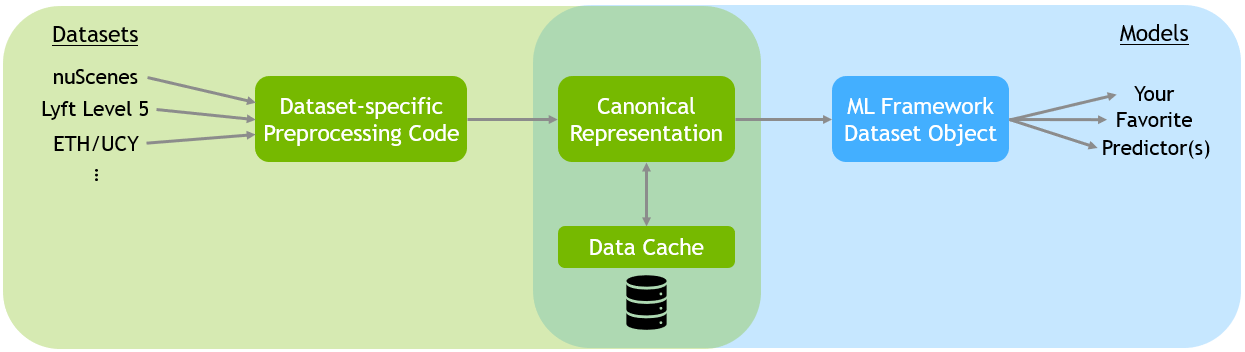 Datasets
nuScenes
Lyft Level 5
ETH/UCY
⋮
Dataset-specific
Preprocessing Code
Canonical
Representation
Data Cache
ML Framework
Dataset Object
Models
Your
Favorite
Predictor(s)